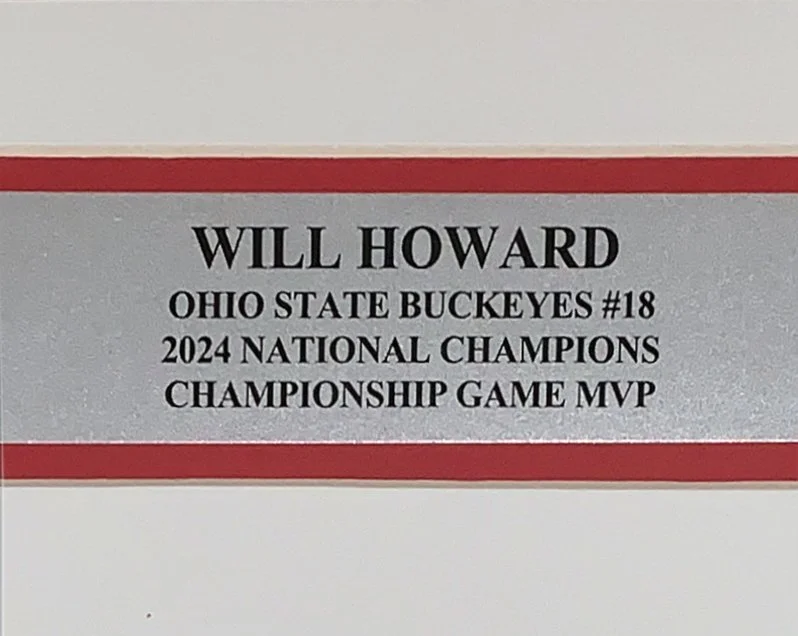 WILL HOWARD
OHIO STATE BUCKEYES #18
2024 NATIONAL CHAMPIONS
CHAMPIONSHIP GAME MVP